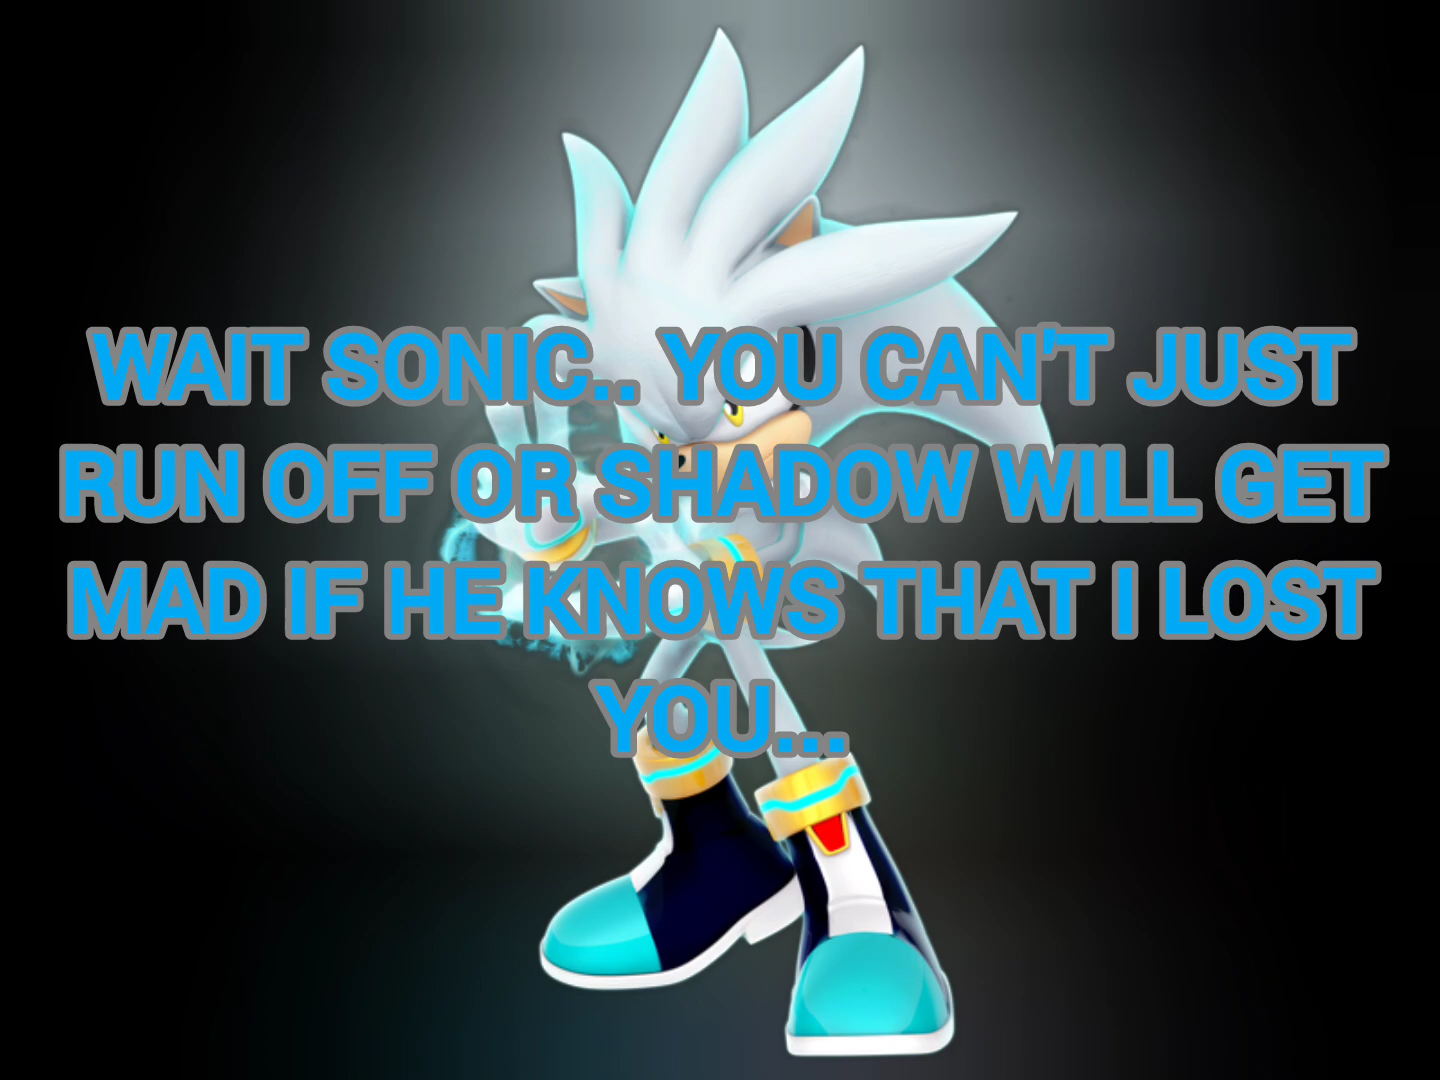 WAIT SONIC.. YOU CAN'T JUST
RUN OFF OR SHADOW WILL GET
MAD IF HE KNOWS THAT I LOST
YOU...